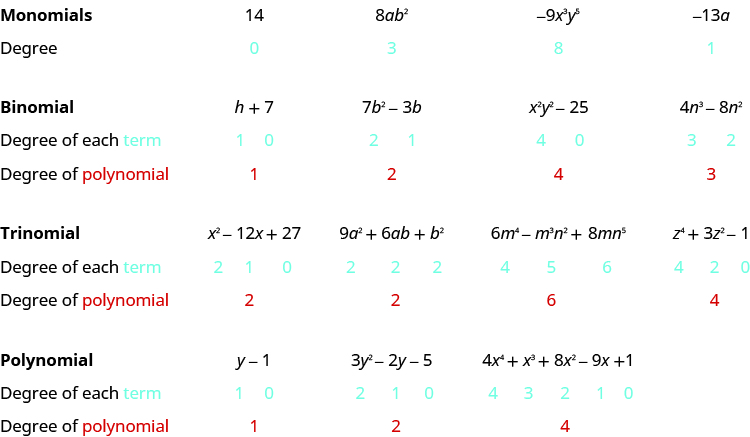 Monomials 14 8ab² −9x³y⁵ −13a
Degree 0 3 8 1
Binomial h + 7 7b² − 3b x²y² − 25 4n³ − 8n²
Degree of each term 1 0 2 1 4 0 3 2
Degree of polynomial 1 2 4 3
Trinomial x² − 12x + 27 9a² + 6ab + b² 6m⁴ − m³n² + 8mn⁵ z⁴ + 3z² − 1
Degree of each term 2 1 0 2 2 2 4 5 6 4 2 0
Degree of polynomial 2 2 6 4
Polynomial y − 1 3y² − 2y − 5 4x⁴ + x³ + 8x² − 9x +1
Degree of each term 1 0 2 1 0 4 3 2 1 0
Degree of polynomial 1 2 4